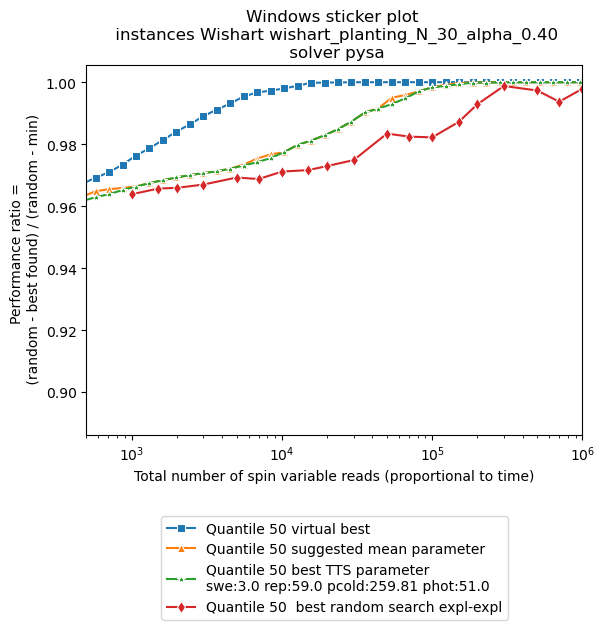 Windows sticker plot
instances Wishart wishart_planting_N_30_alpha_0.40
solver pysa
Performance ratio =
(random - best found) / (random - min)
1.00
0.98
0.96
0.94
0.92
0.90
10³
10⁴
10⁵
10⁶
Total number of spin variable reads (proportional to time)
Quantile 50 virtual best
Quantile 50 suggested mean parameter
Quantile 50 best TTS parameter
swe:3.0 rep:59.0 pcold:259.81 phot:51.0
Quantile 50  best random search expl-expl